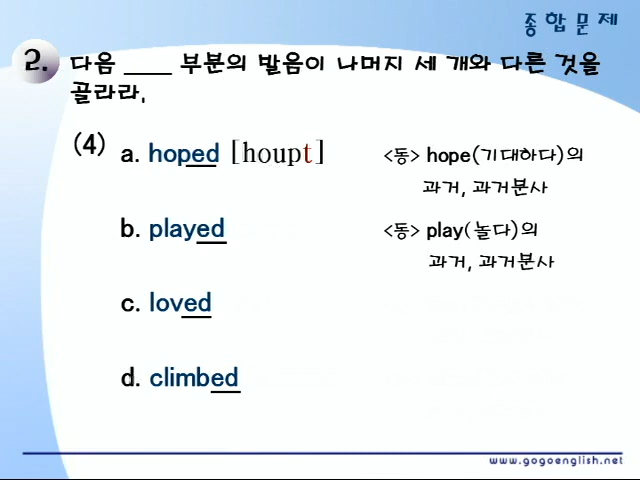 종합문제
2. 다음 ____ 부분의 발음이 나머지 세 개와 다른 것을
골라라.
(4) a. hoped [houpt] <동> hope(기대하다)의
과거, 과거분사
b. played <동> play(놀다)의
과거, 과거분사
c. loved
d. climbed
www.gogoenglish.net